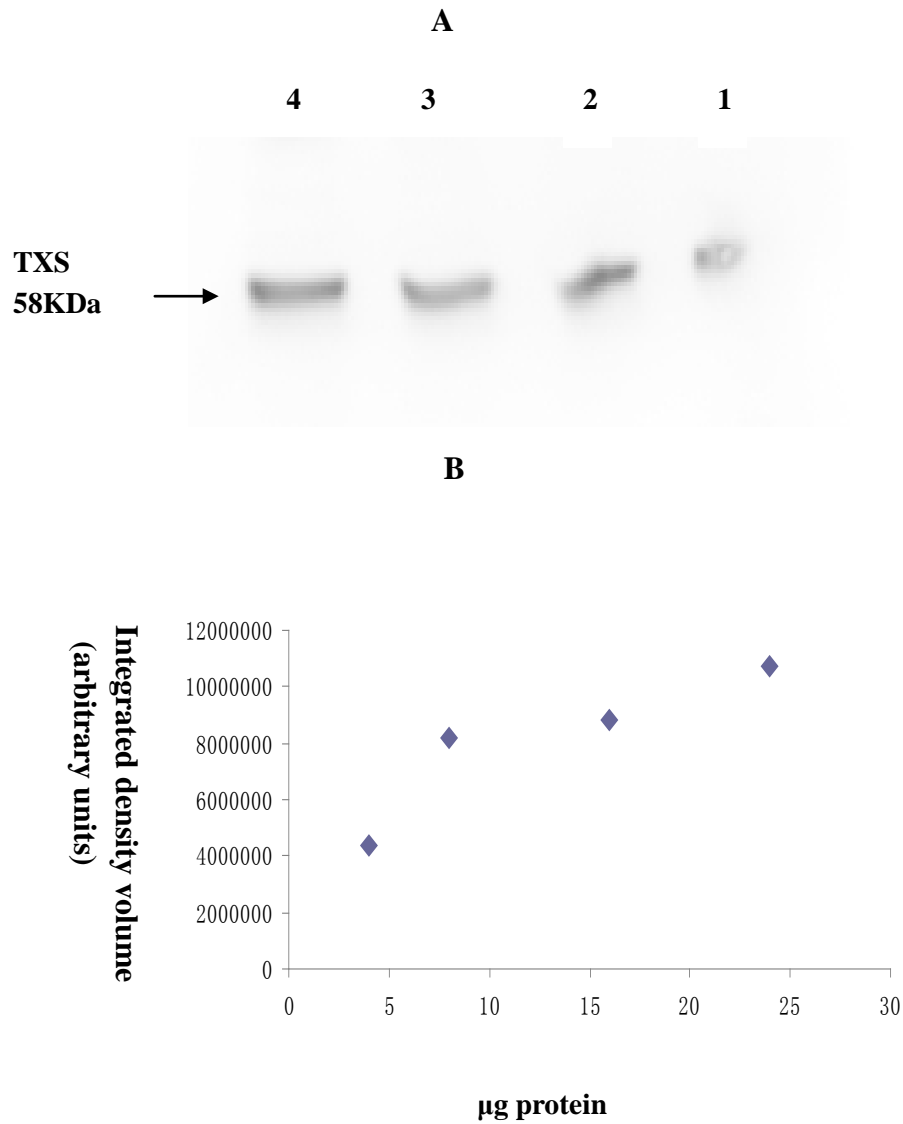 A
4 3 2 1
TXS
58KDa
B
Integrated density volume
(arbitrary units)
12000000
10000000
8000000
6000000
4000000
2000000
0
0 5 10 15 20 25 30
µg protein